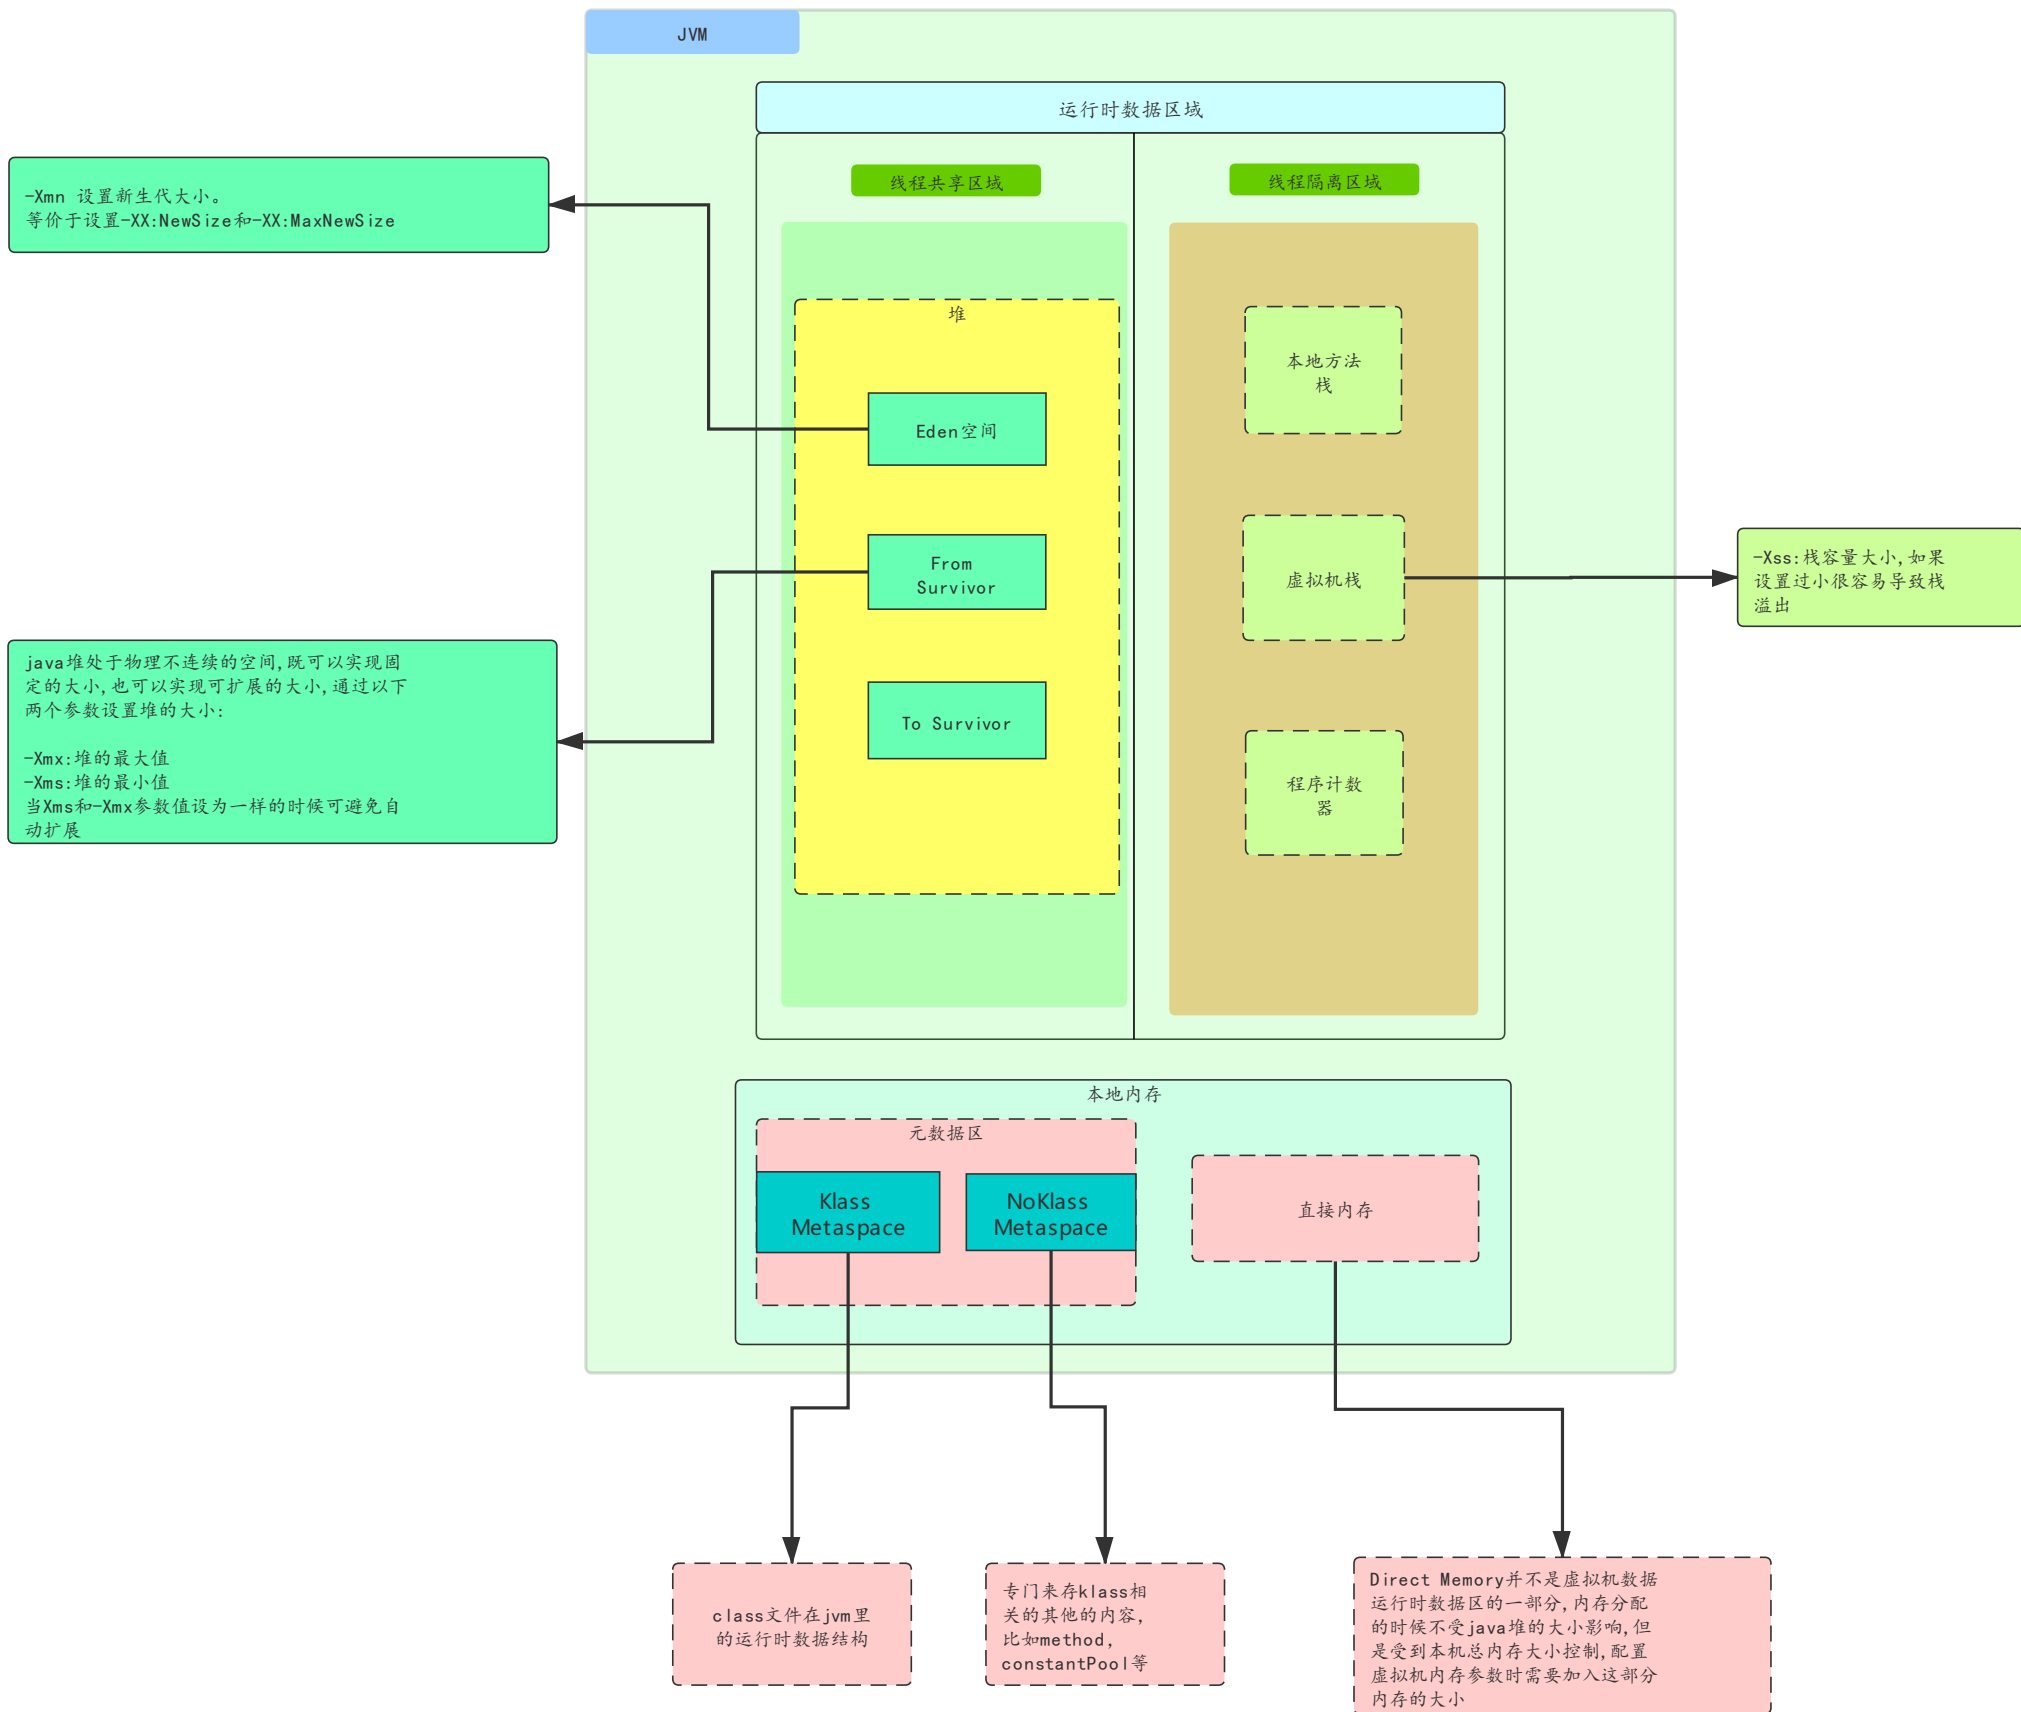 JVM
运行时数据区域
线程共享区域
线程隔离区域
-Xmn 设置新生代大小。
等价于设置-XX:NewSize和-XX:MaxNewSize
堆
Eden空间
From
Survivor
To Survivor
本地方法
栈
虚拟机栈
程序计数
器
-Xss:栈容量大小,如果
设置过小很容易导致栈
溢出
java堆处于物理不连续的空间,既可以实现固
定的大小,也可以实现可扩展的大小,通过以下
两个参数设置堆的大小:
-Xmx:堆的最大值
-Xms:堆的最小值
当Xms和-Xmx参数值设为一样的时候可避免自
动扩展
本地内存
元数据区
Klass
Metaspace
NoKlass
Metaspace
直接内存
class文件在jvm里
的运行时数据结构
专门来存klass相
关的其他的内容,
比如method,
constantPool等
Direct Memory并不是虚拟机数据
运行时数据区的一部分,内存分配
的时候不受java堆的大小影响,但
是受到本机总内存大小控制,配置
虚拟机内存参数时需要加入这部分
内存的大小